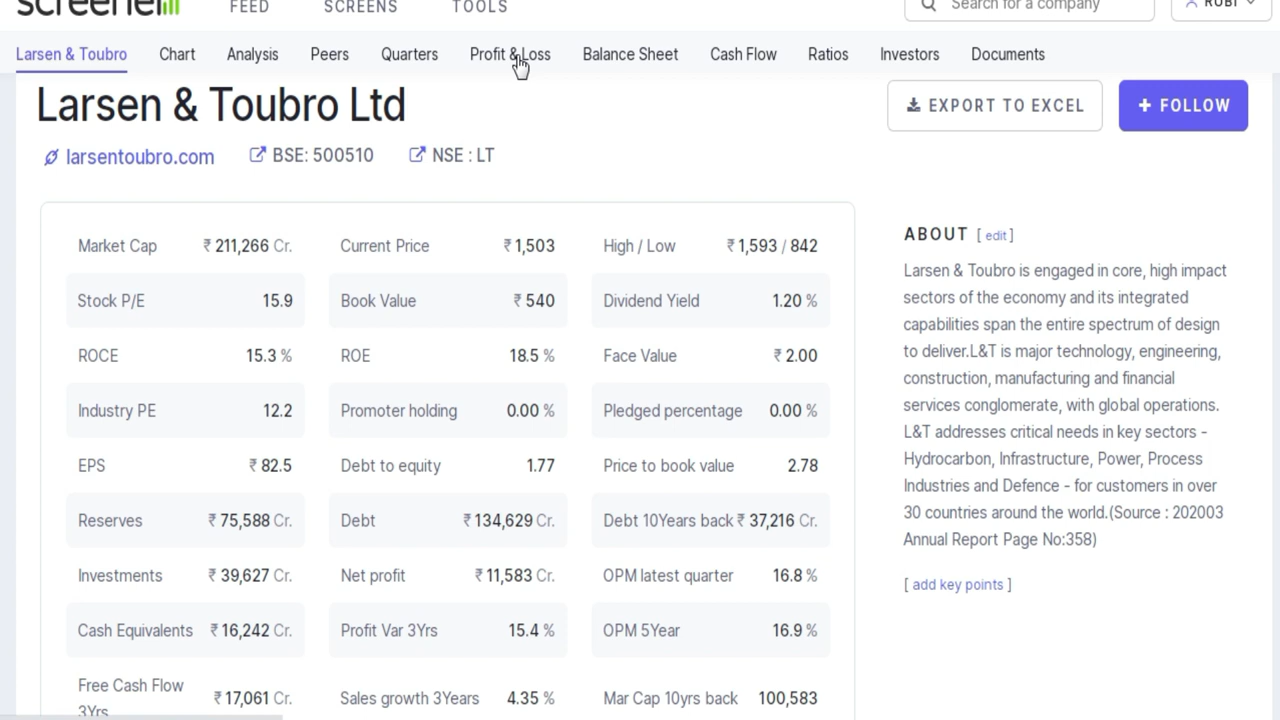 screener
FEED SCREENS TOOLS
Search for a company
Larsen & Toubro Chart Analysis Peers Quarters Profit & Loss Balance Sheet Cash Flow Ratios Investors Documents
Larsen & Toubro Ltd
EXPORT TO EXCEL
FOLLOW
larsentoubro.com BSE: 500510 NSE : LT
Market Cap ₹ 211,266 Cr. Current Price ₹ 1,503 High / Low ₹ 1,593 / 842
Stock P/E 15.9 Book Value ₹ 540 Dividend Yield 1.20 %
ROCE 15.3 % ROE 18.5 % Face Value ₹ 2.00
Industry PE 12.2 Promoter holding 0.00 % Pledged percentage 0.00 %
EPS ₹ 82.5 Debt to equity 1.77 Price to book value 2.78
Reserves ₹ 75,588 Cr. Debt ₹ 134,629 Cr. Debt 10Years back ₹ 37,216 Cr.
Investments ₹ 39,627 Cr. Net profit ₹ 11,583 Cr. OPM latest quarter 16.8 %
Cash Equivalents ₹ 16,242 Cr. Profit Var 3Yrs 15.4 % OPM 5Year 16.9 %
Free Cash Flow 3Yrs ₹ 17,061 Cr. Sales growth 3Years 4.35 % Mar Cap 10yrs back 100,583
ABOUT [ edit ]
Larsen & Toubro is engaged in core, high impact
sectors of the economy and its integrated
capabilities span the entire spectrum of design
to deliver.L&T is major technology, engineering,
construction, manufacturing and financial
services conglomerate, with global operations.
L&T addresses critical needs in key sectors -
Hydrocarbon, Infrastructure, Power, Process
Industries and Defence - for customers in over
30 countries around the world.(Source : 202003
Annual Report Page No:358)
[ add key points ]